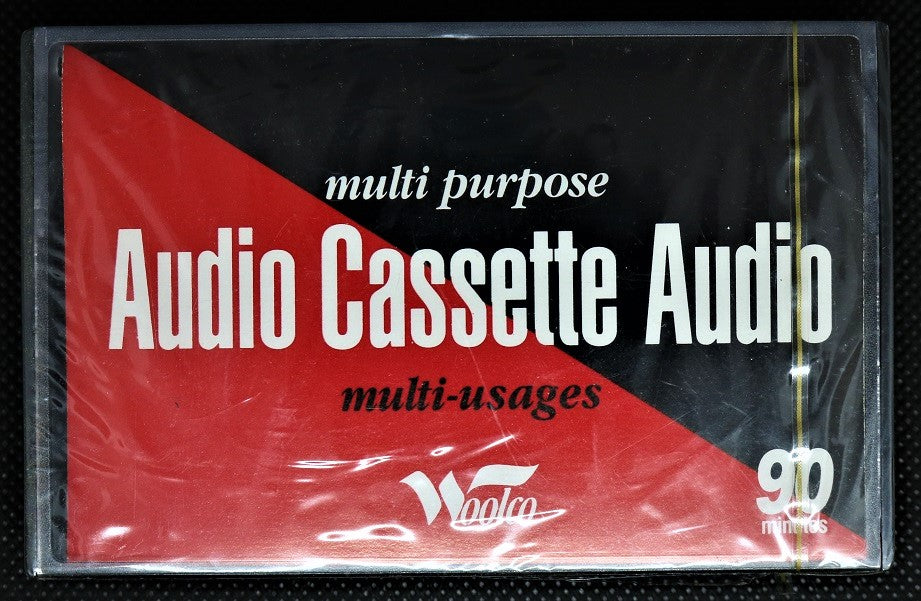 multi purpose
Audio Cassette Audio
multi-usages
Woolco
90
minutes